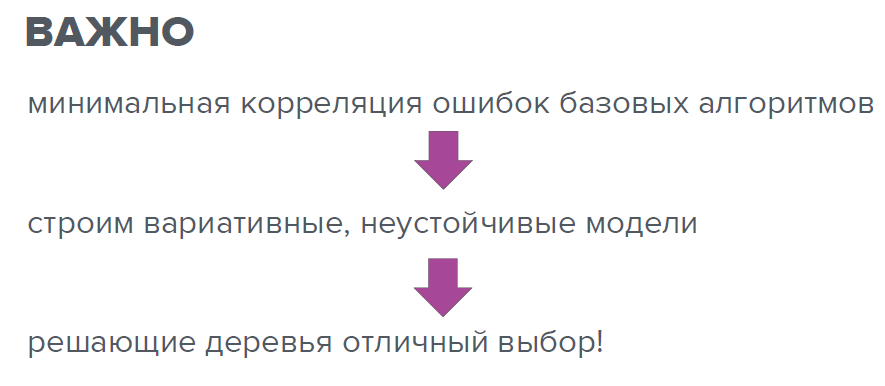 ВАЖНО
минимальная корреляция ошибок базовых алгоритмов
строим вариативные, неустойчивые модели
решающие деревья отличный выбор!